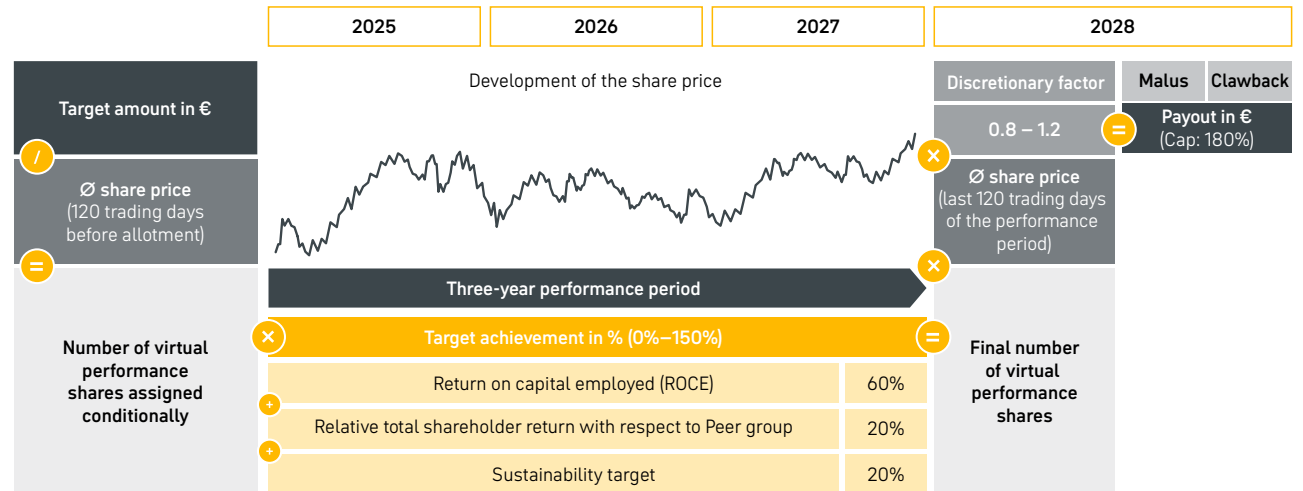 2025
2026
2027
2028
Target amount in €
/
Ø share price
(120 trading days
before allotment)
=
Number of virtual
performance
shares assigned
conditionally
Development of the share price
Three-year performance period
×
Target achievement in % (0%–150%)
=
Return on capital employed (ROCE)
60%
+
Relative total shareholder return with respect to Peer group
20%
+
Sustainability target
20%
Discretionary factor
0.8 – 1.2
×
Ø share price
(last 120 trading days
of the performance
period)
×
Final number
of virtual
performance
shares
=
Malus
Clawback
Payout in €
(Cap: 180%)